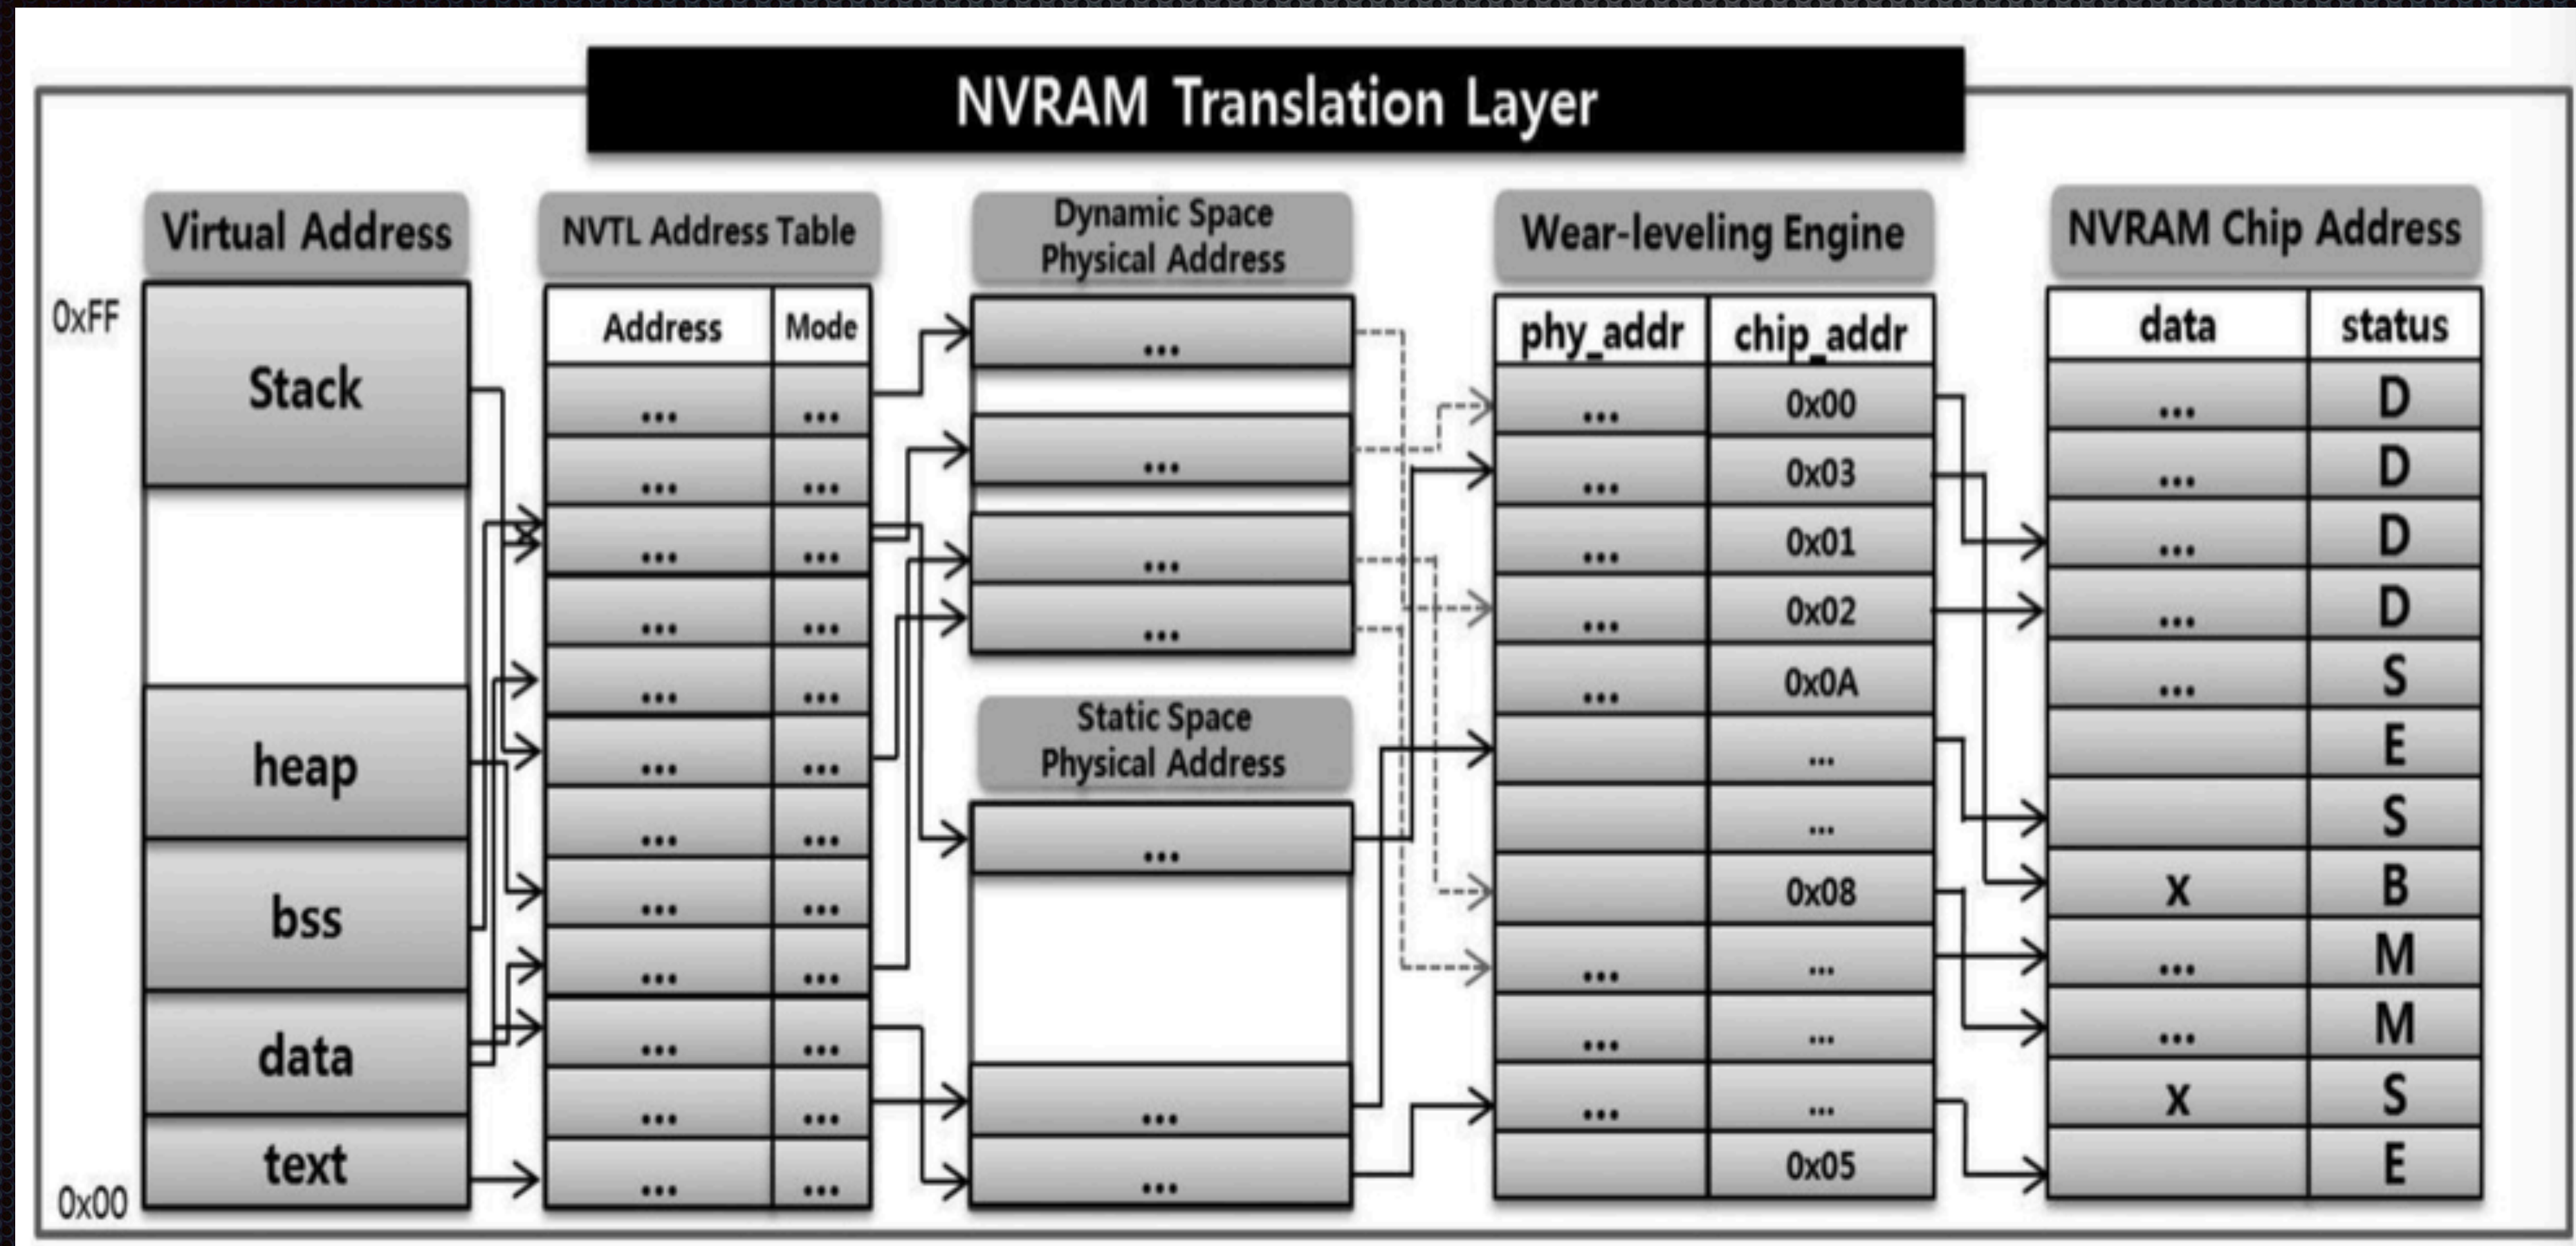 NVRAM Translation Layer
Virtual Address
0xFF
Stack
heap
bss
data
text
0x00
NVTL Address Table
Address Mode
... ...
... ...
... ...
... ...
... ...
... ...
... ...
... ...
... ...
... ...
... ...
... ...
Dynamic Space
Physical Address
...
...
...
...
Static Space
Physical Address
...
...
...
Wear-leveling Engine
phy_addr chip_addr
... 0x00
... 0x03
... 0x01
... 0x02
... 0x0A
...
...
0x08
... ...
... ...
... ...
0x05
NVRAM Chip Address
data status
... D
... D
... D
... D
... S
E
S
x B
... M
... M
x S
E